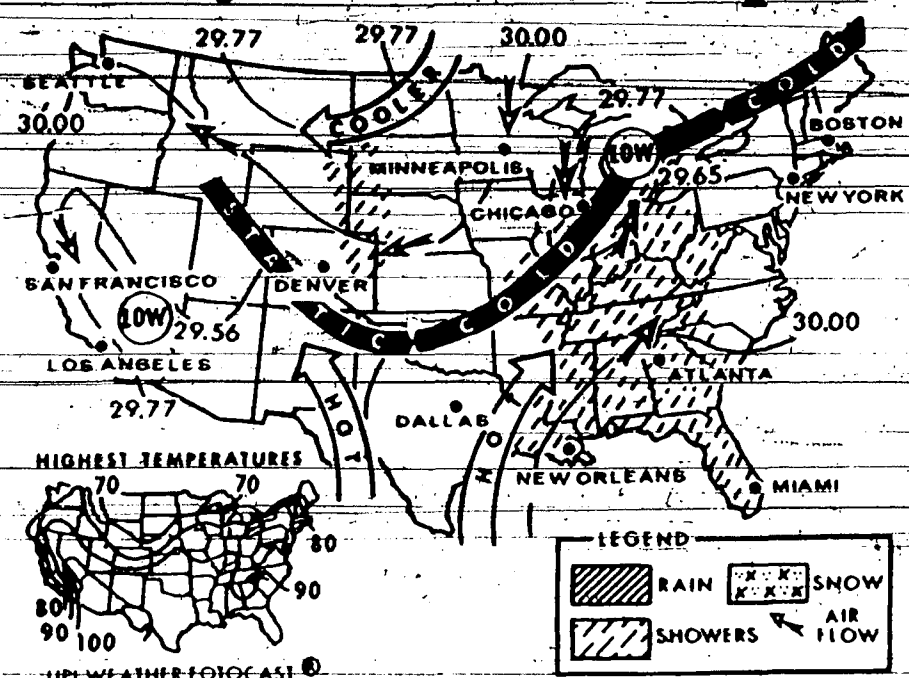 29.77 29.77 30.00
COLD
SEATTLE
COOLER
29.77
30.00
BOSTON
LOW
MINNEAPOLIS
29.65
NEW YORK
CHICAGO
STATIC
COLD
SAN FRANCISCO
DENVER
LOW
29.56
30.00
LOS ANGELES
ATLANTA
29.77
HOT
DALLAS
HOT
NEW ORLEANS
MIAMI
HIGHEST TEMPERATURES
70 70
80
90
80
90 100
UPI WEATHER FOTOCAST ®
LEGEND
RAIN SNOW
SHOWERS AIR FLOW